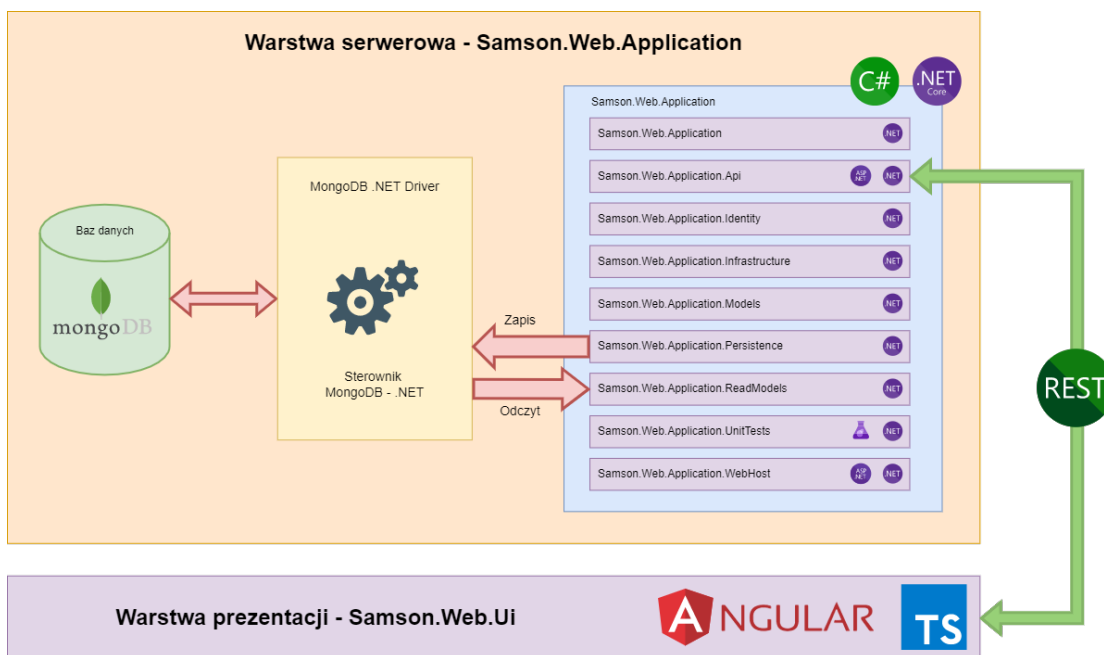 Warstwa serwerowa - Samson.Web.Application
C#
.NET
Core
Samson.Web.Application
Samson.Web.Application
.NET
Samson.Web.Application.Api
ASP
.NET
.NET
Samson.Web.Application.Identity
.NET
Samson.Web.Application.Infrastructure
.NET
Samson.Web.Application.Models
.NET
Samson.Web.Application.Persistence
.NET
Samson.Web.Application.ReadModels
.NET
Samson.Web.Application.UnitTests
.NET
Samson.Web.Application.WebHost
ASP
.NET
.NET
MongoDB .NET Driver
Sterownik
MongoDB - .NET
Baz danych
mongoDB
Zapis
Odczyt
REST
Warstwa prezentacji - Samson.Web.Ui
ANGULAR
TS